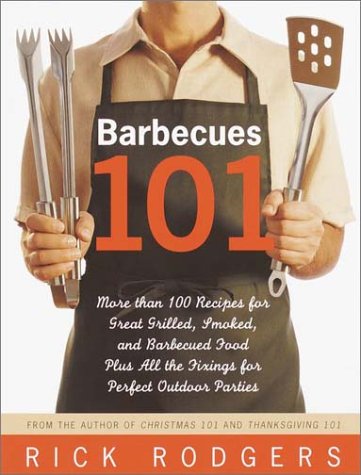 Barbecues
101
More than 100 Recipes for
Great Grilled, Smoked,
and Barbecued Food
Plus All the Fixings for
Perfect Outdoor Parties
FROM THE AUTHOR OF CHRISTMAS 101 AND THANKSGIVING 101
RICK RODGERS